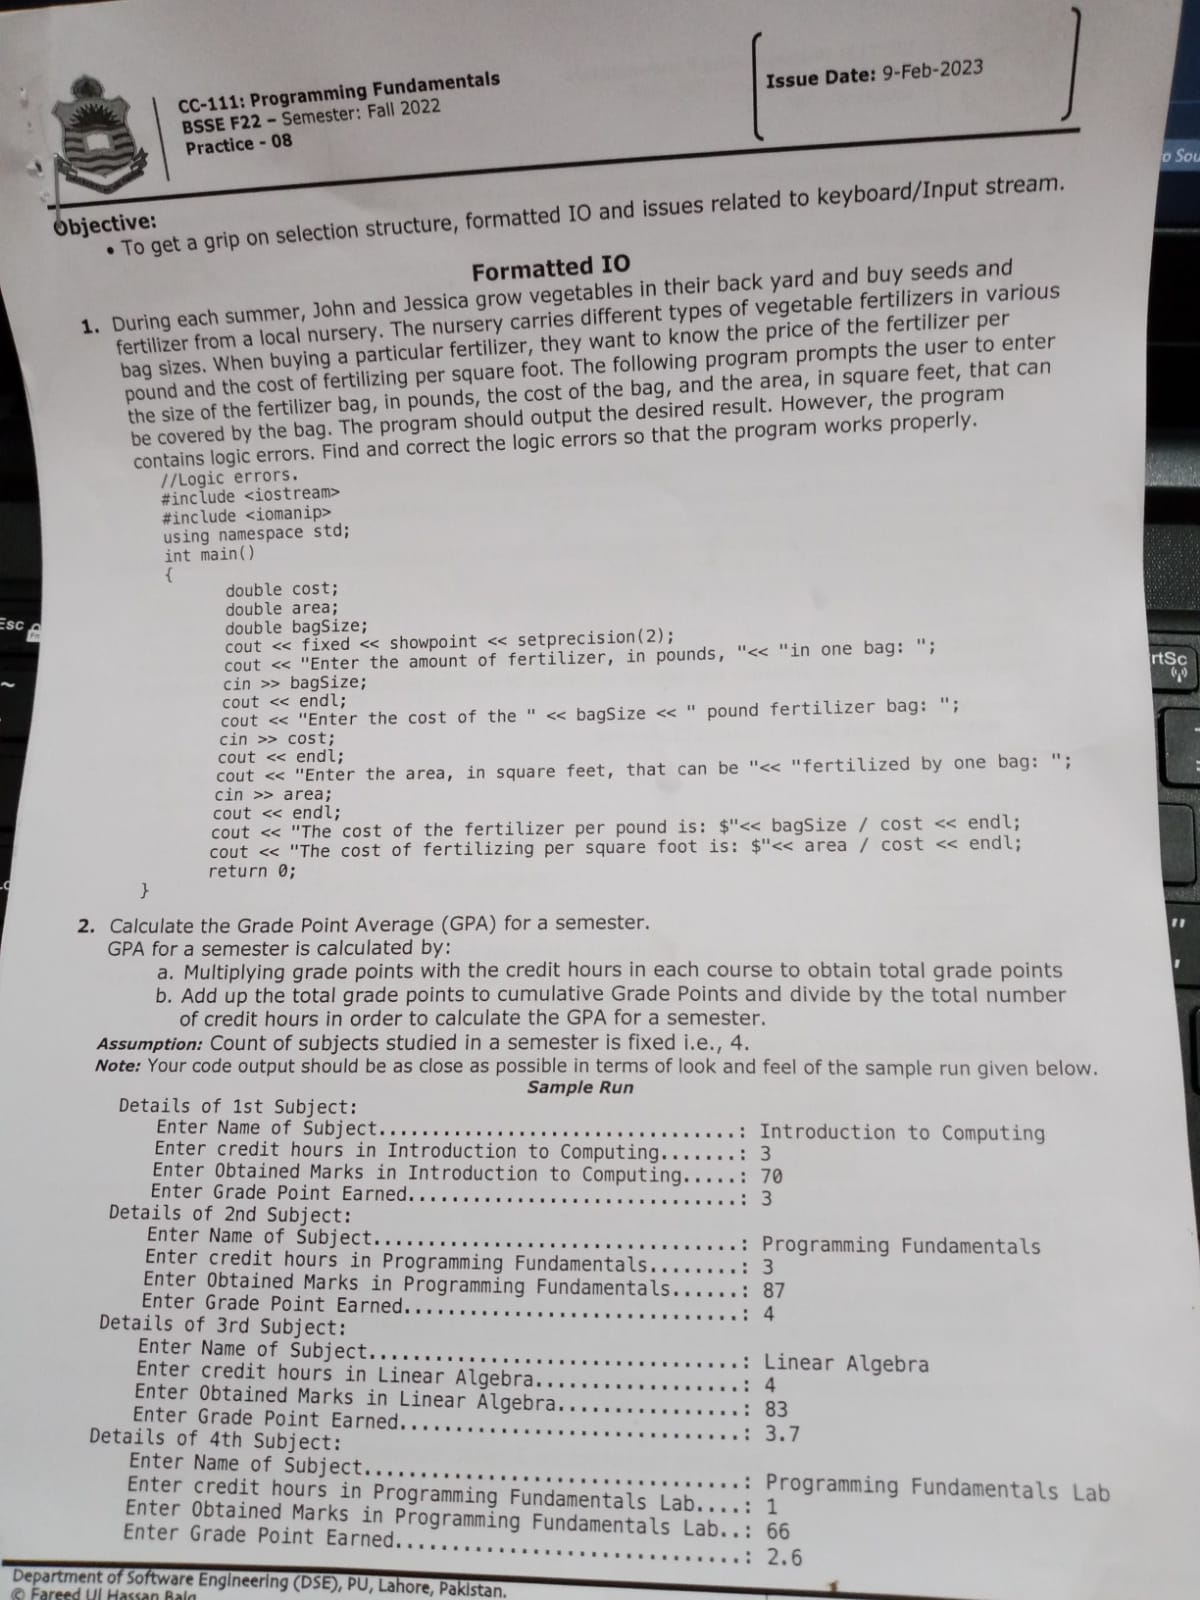 CC-111: Programming Fundamentals
BSSE F22 – Semester: Fall 2022
Practice - 08
Issue Date: 9-Feb-2023
Objective:
• To get a grip on selection structure, formatted IO and issues related to keyboard/Input stream.
Formatted IO
1. During each summer, John and Jessica grow vegetables in their back yard and buy seeds and
fertilizer from a local nursery. The nursery carries different types of vegetable fertilizers in various
bag sizes. When buying a particular fertilizer, they want to know the price of the fertilizer per
pound and the cost of fertilizing per square foot. The following program prompts the user to enter
the size of the fertilizer bag, in pounds, the cost of the bag, and the area, in square feet, that can
be covered by the bag. The program should output the desired result. However, the program
contains logic errors. Find and correct the logic errors so that the program works properly.
//Logic errors.
#include <iostream>
#include <iomanip>
using namespace std;
int main()
{
double cost;
double area;
double bagSize;
cout << fixed << showpoint << setprecision(2);
cout << "Enter the amount of fertilizer, in pounds, "<< "in one bag: ";
cin >> bagSize;
cout << endl;
cout << "Enter the cost of the " << bagSize << " pound fertilizer bag: ";
cin >> cost;
cout << endl;
cout << "Enter the area, in square feet, that can be "<< "fertilized by one bag: ";
cin >> area;
cout << endl;
cout << "The cost of the fertilizer per pound is: $"<< bagSize / cost << endl;
cout << "The cost of fertilizing per square foot is: $"<< area / cost << endl;
return 0;
}
2. Calculate the Grade Point Average (GPA) for a semester.
GPA for a semester is calculated by:
a. Multiplying grade points with the credit hours in each course to obtain total grade points
b. Add up the total grade points to cumulative Grade Points and divide by the total number
of credit hours in order to calculate the GPA for a semester.
Assumption: Count of subjects studied in a semester is fixed i.e., 4.
Note: Your code output should be as close as possible in terms of look and feel of the sample run given below.
Sample Run
Details of 1st Subject:
Enter Name of Subject.................................: Introduction to Computing
Enter credit hours in Introduction to Computing.......: 3
Enter Obtained Marks in Introduction to Computing.....: 70
Enter Grade Point Earned..............................: 3
Details of 2nd Subject:
Enter Name of Subject.................................: Programming Fundamentals
Enter credit hours in Programming Fundamentals........: 3
Enter Obtained Marks in Programming Fundamentals......: 87
Enter Grade Point Earned..............................: 4
Details of 3rd Subject:
Enter Name of Subject.................................: Linear Algebra
Enter credit hours in Linear Algebra..................: 4
Enter Obtained Marks in Linear Algebra................: 83
Enter Grade Point Earned..............................: 3.7
Details of 4th Subject:
Enter Name of Subject.................................: Programming Fundamentals Lab
Enter credit hours in Programming Fundamentals Lab....: 1
Enter Obtained Marks in Programming Fundamentals Lab..: 66
Enter Grade Point Earned..............................: 2.6
Department of Software Engineering (DSE), PU, Lahore, Pakistan.
© Fareed Ul Hassan Baig
Esc
rtSc
o Sou